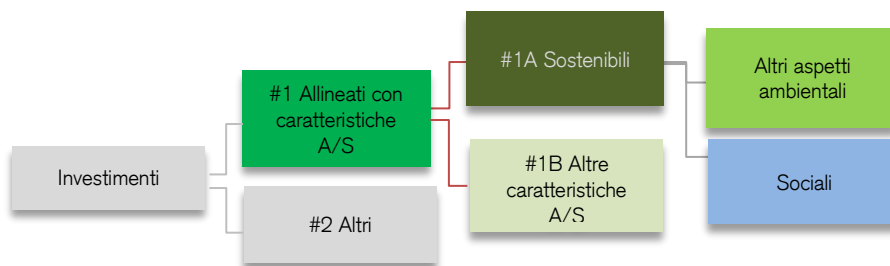 Investimenti
#1 Allineati con
caratteristiche
A/S
#2 Altri
#1A Sostenibili
#1B Altre
caratteristiche
A/S
Altri aspetti
ambientali
Sociali